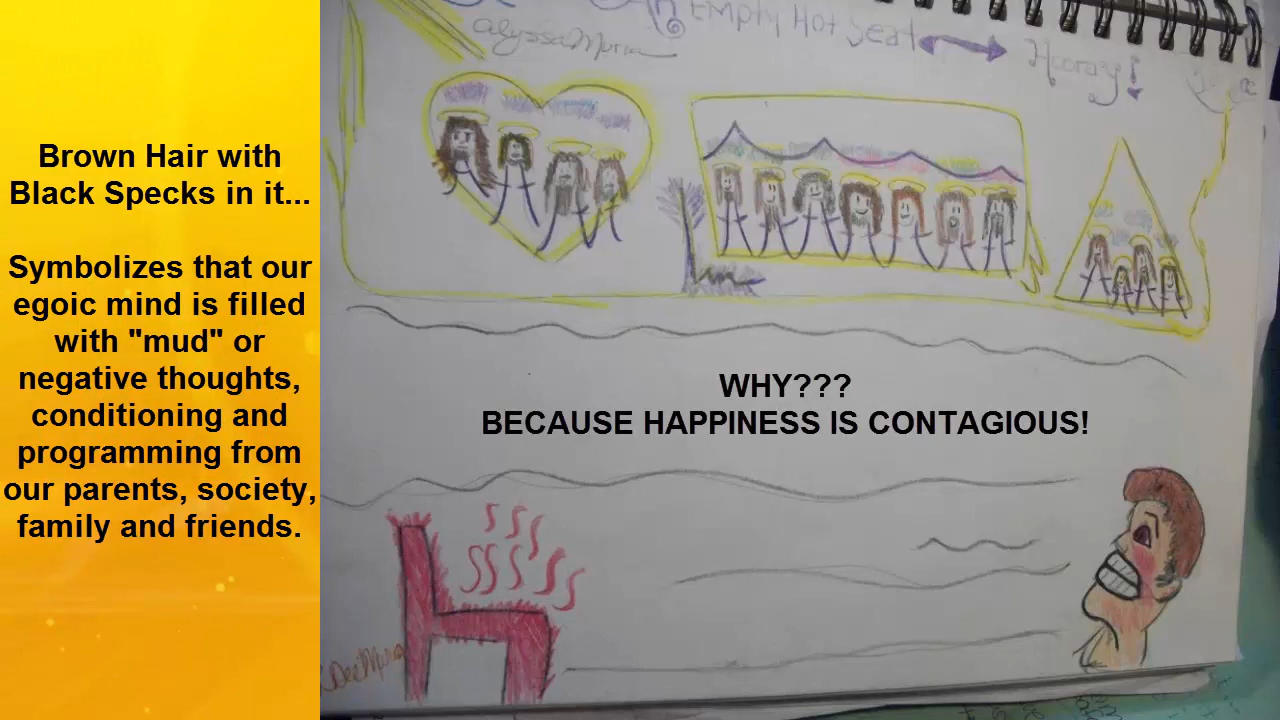 Brown Hair with
Black Specks in it...
Symbolizes that our
egoic mind is filled
with "mud" or
negative thoughts,
conditioning and
programming from
our parents, society,
family and friends.
An Empty Hot Seat
Hooray!
WHY???
BECAUSE HAPPINESS IS CONTAGIOUS!